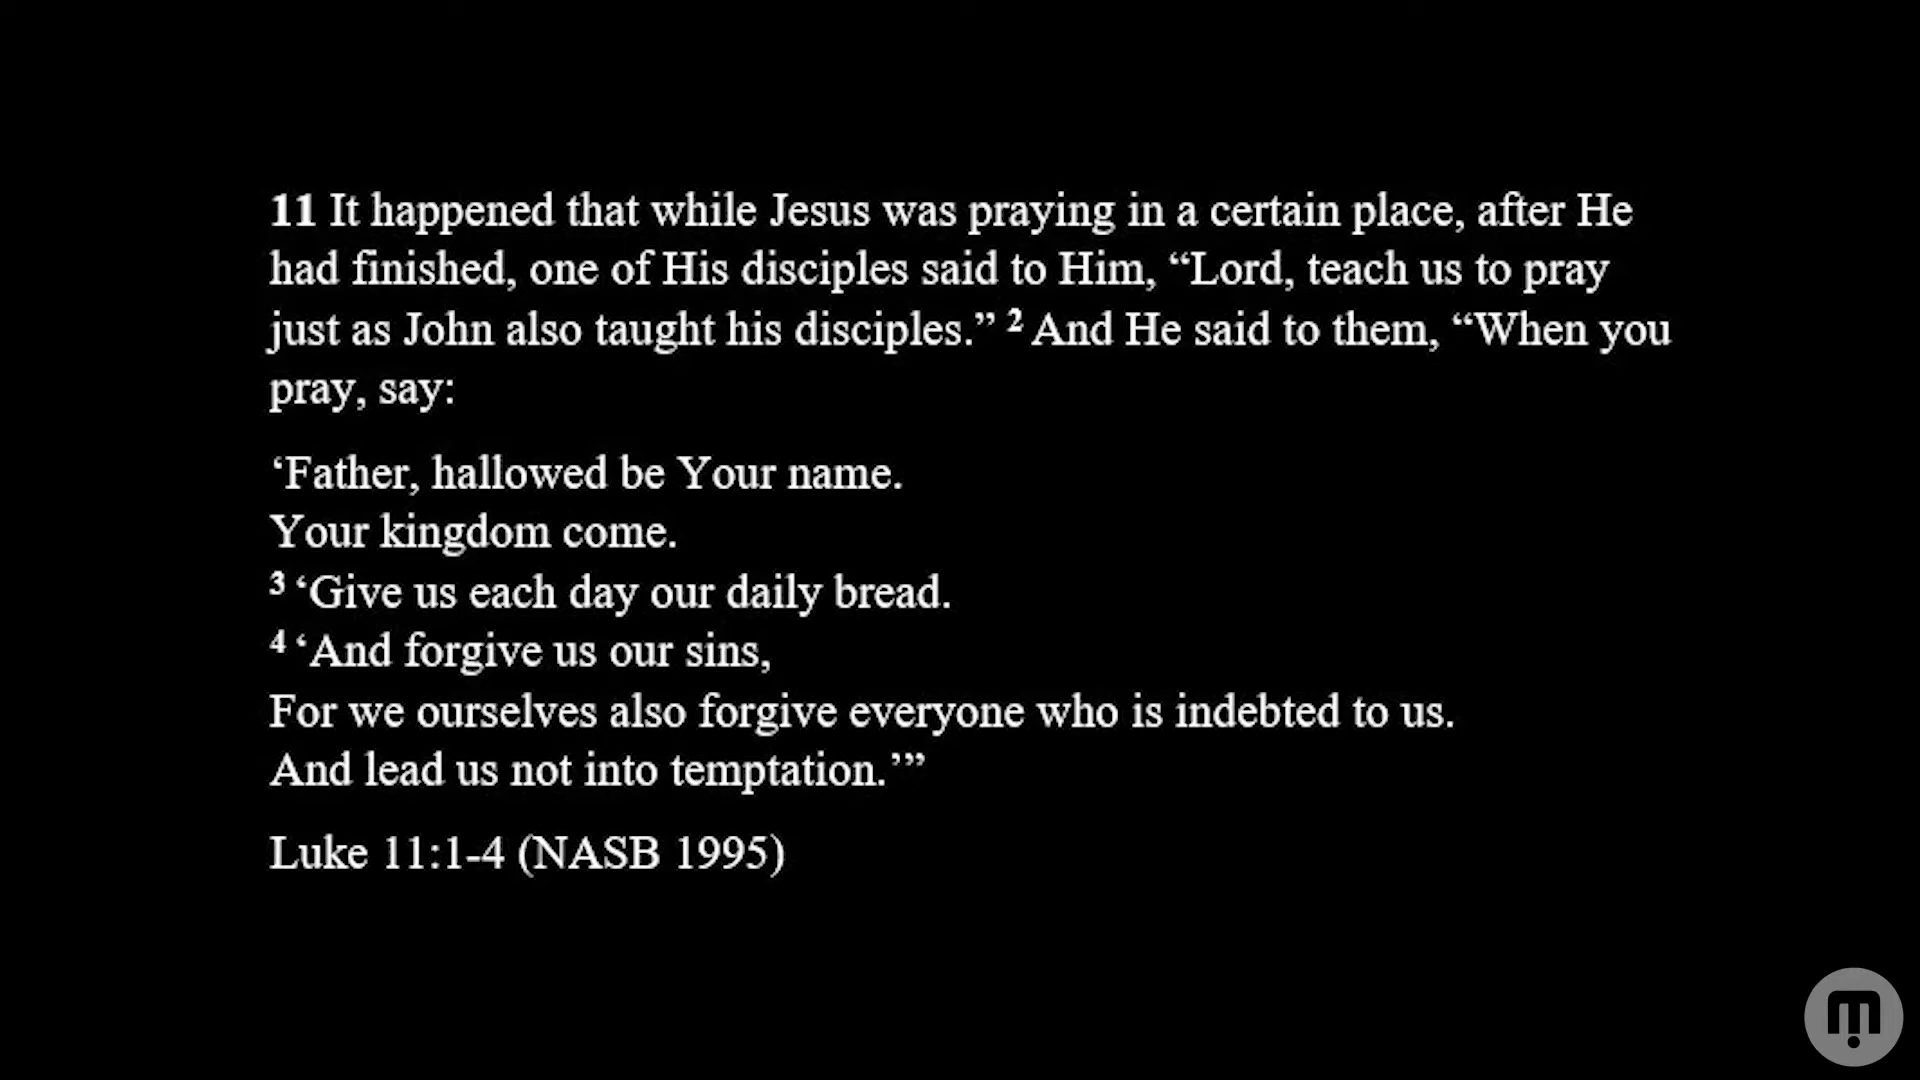 11 It happened that while Jesus was praying in a certain place, after He
had finished, one of His disciples said to Him, “Lord, teach us to pray
just as John also taught his disciples.” 2 And He said to them, “When you
pray, say:
‘Father, hallowed be Your name.
Your kingdom come.
3 ‘Give us each day our daily bread.
4 ‘And forgive us our sins,
For we ourselves also forgive everyone who is indebted to us.
And lead us not into temptation.’”
Luke 11:1-4 (NASB 1995)
m